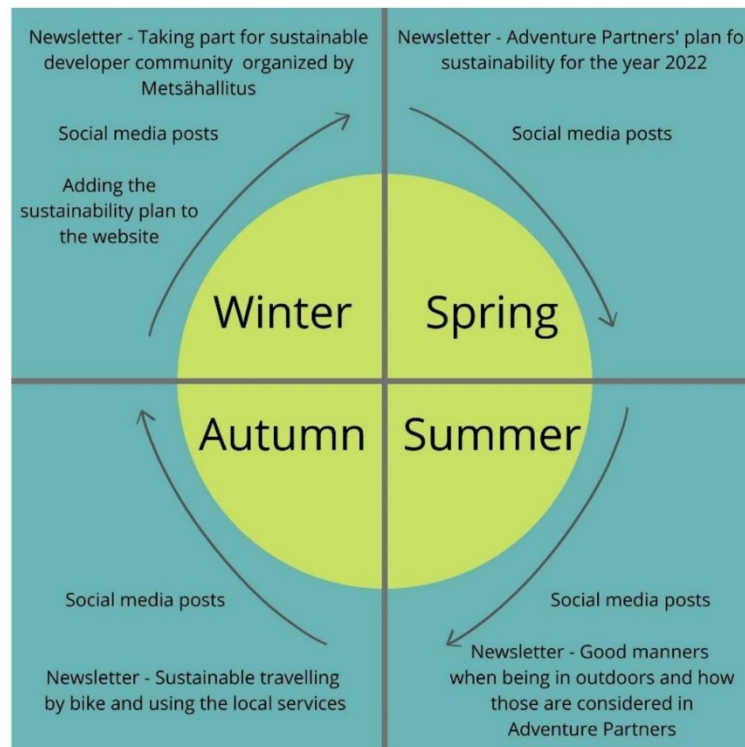 Newsletter - Taking part for sustainable
developer community organized by
Metsähallitus
Social media posts
Adding the
sustainability plan to
the website
Newsletter - Adventure Partners' plan fo
sustainability for the year 2022
Social media posts
Winter
Spring
Autumn
Summer
Social media posts
Newsletter - Sustainable travelling
by bike and using the local services
Social media posts
Newsletter - Good manners
when being in outdoors and how
those are considered in
Adventure Partners